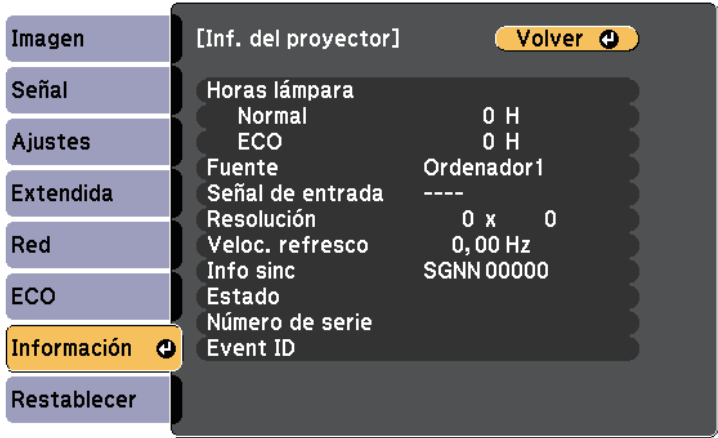 Imagen
Señal
Ajustes
Extendida
Red
ECO
Información
Restablecer
[Inf. del proyector] Volver
Horas lámpara
Normal 0 H
ECO 0 H
Fuente Ordenador1
Señal de entrada ----
Resolución 0 x 0
Veloc. refresco 0,00 Hz
Info sinc SGNN 00000
Estado
Número de serie
Event ID